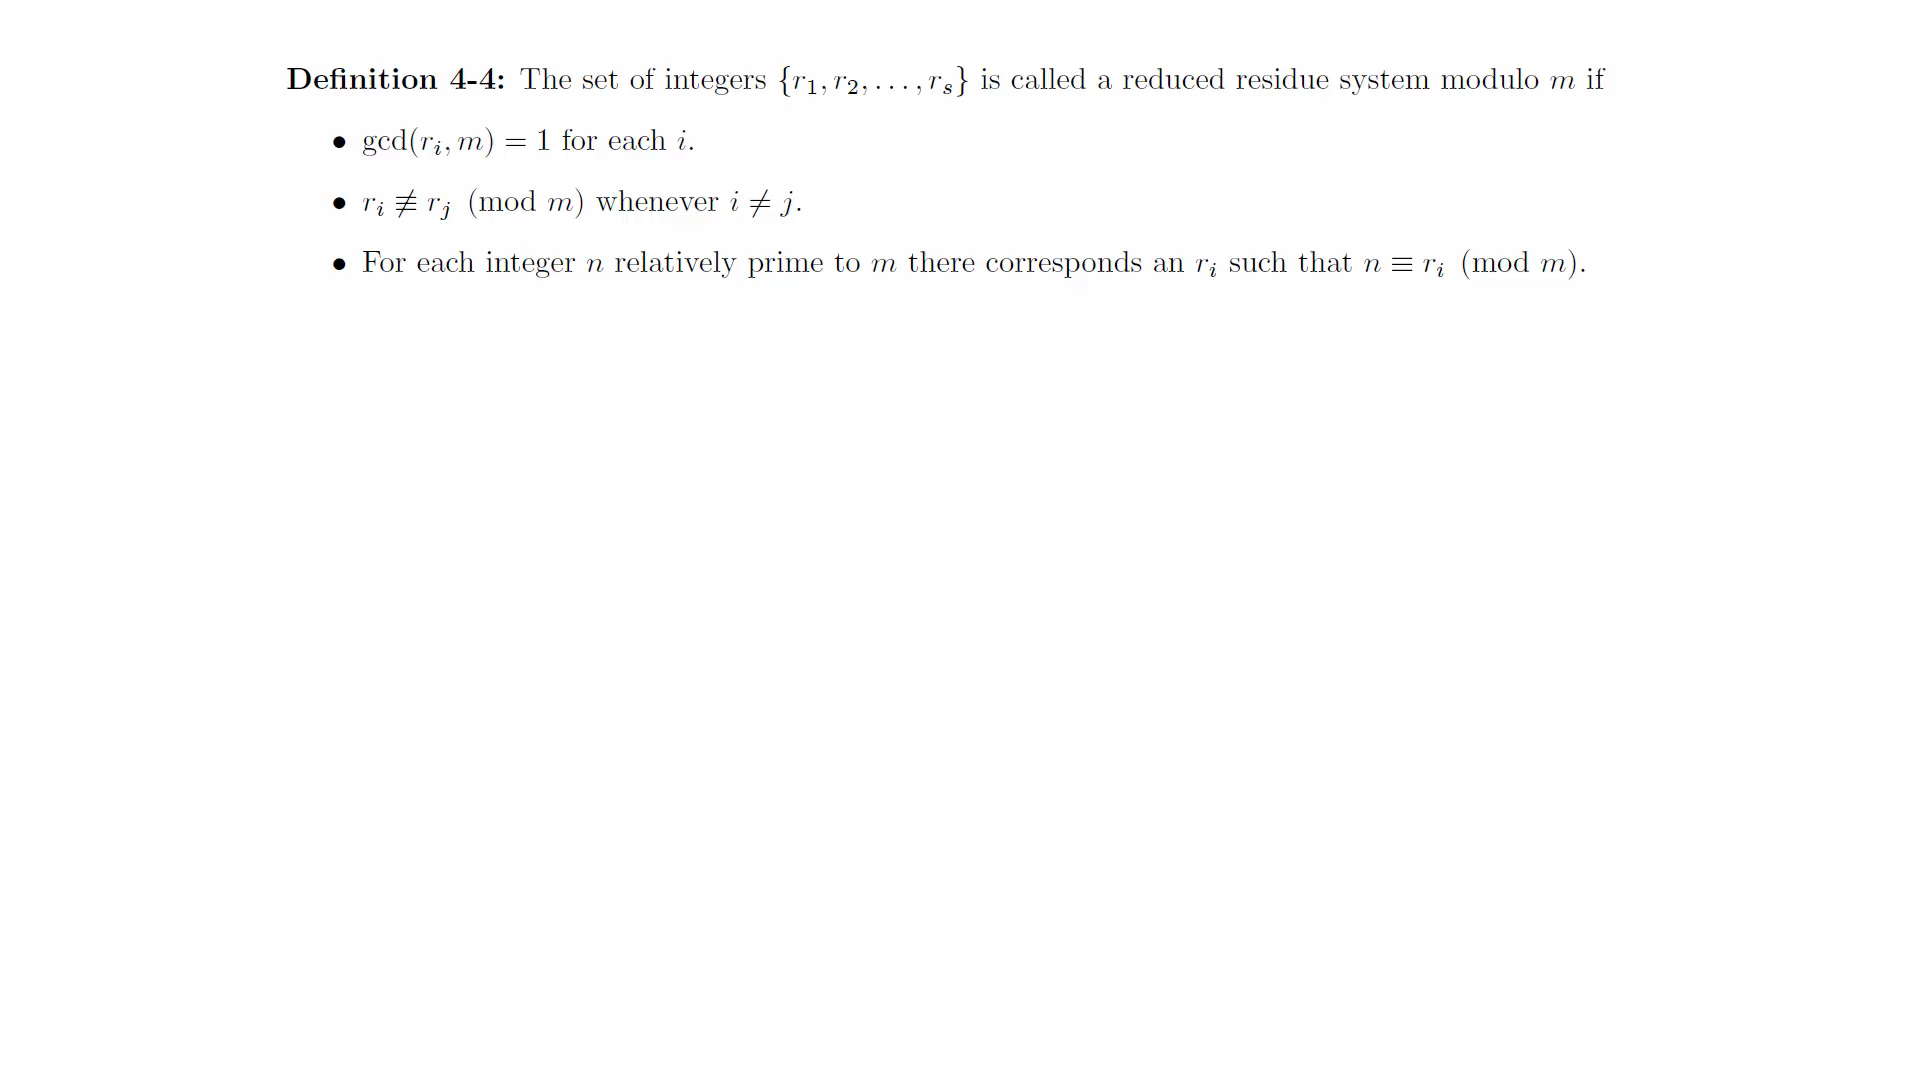 Definition 4-4: The set of integers {r₁, r₂, . . . , rₛ} is called a reduced residue system modulo m if
• gcd(rᵢ, m) = 1 for each i.
• rᵢ ≢ rⱼ (mod m) whenever i ≠ j.
• For each integer n relatively prime to m there corresponds an rᵢ such that n ≡ rᵢ (mod m).